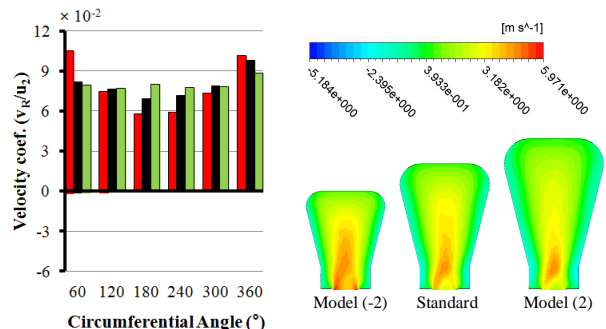 × 10⁻²
12
9
6
3
0
-3
-6
Velocity coef. (v_R/u_2)
60 120 180 240 300 360
Circumferential Angle (°)
[m s^-1]
-5.184e+000 -2.395e+000 3.933e-001 3.182e+000 5.971e+000
Model (-2) Standard Model (2)